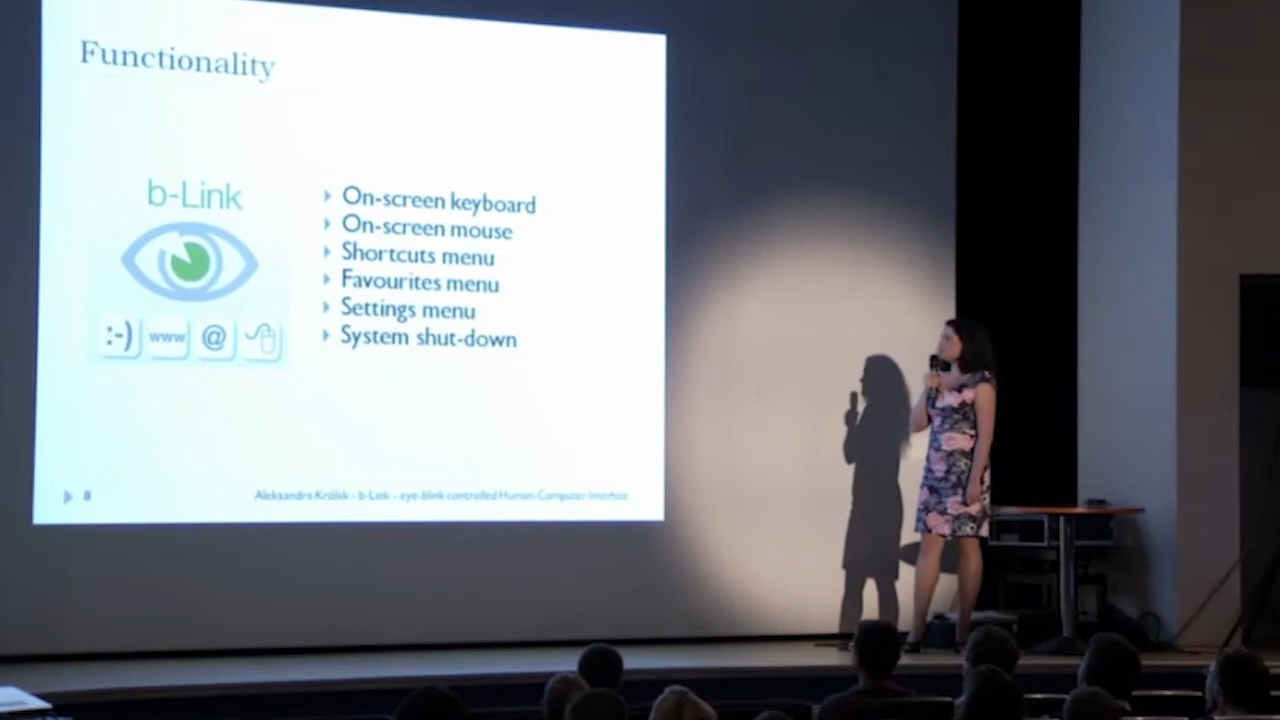 Functionality
b-Link
:-) www @
On-screen keyboard
On-screen mouse
Shortcuts menu
Favourites menu
Settings menu
System shut-down
8
Aleksandra Królak - b-Link - eye-blink controlled Human-Computer Interface